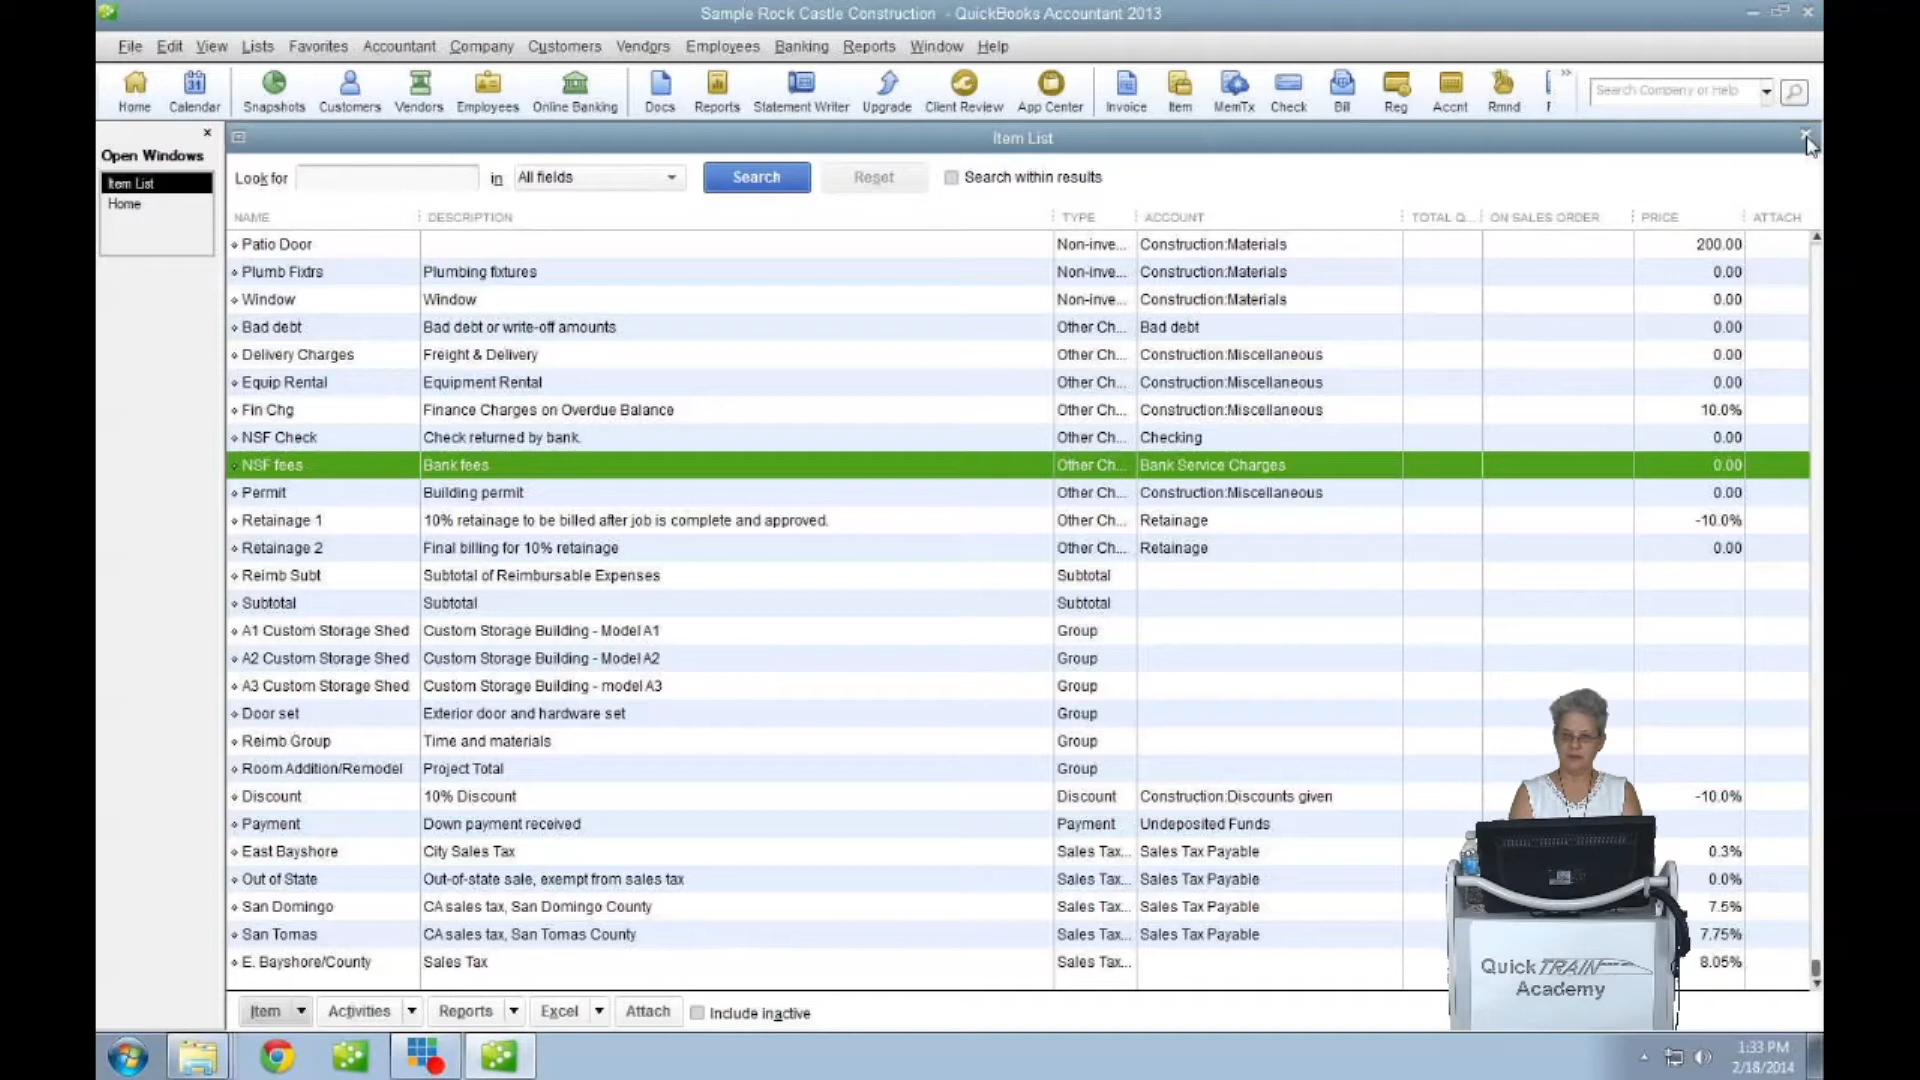 Sample Rock Castle Construction - QuickBooks Accountant 2013
File Edit View Lists Favorites Accountant Company Customers Vendors Employees Banking Reports Window Help
31
Home Calendar Snapshots Customers Vendors Employees Online Banking Docs Reports Statement Writer Upgrade Client Review App Center Invoice Item MemTx Check Bill Reg Accnt Rmnd
Search Company or Help
Open Windows
Item List
Home
Item List
Look for in All fields Search Reset Search within results
NAME DESCRIPTION TYPE ACCOUNT TOTAL Q... ON SALES ORDER PRICE ATTACH
Patio Door Non-inve... Construction:Materials 200.00
Plumb Fixtrs Plumbing fixtures Non-inve... Construction:Materials 0.00
Window Window Non-inve... Construction:Materials 0.00
Bad debt Bad debt or write-off amounts Other Ch... Bad debt 0.00
Delivery Charges Freight & Delivery Other Ch... Construction:Miscellaneous 0.00
Equip Rental Equipment Rental Other Ch... Construction:Miscellaneous 0.00
Fin Chg Finance Charges on Overdue Balance Other Ch... Construction:Miscellaneous 10.0%
NSF Check Check returned by bank. Other Ch... Checking 0.00
NSF fees Bank fees Other Ch... Bank Service Charges 0.00
Permit Building permit Other Ch... Construction:Miscellaneous 0.00
Retainage 1 10% retainage to be billed after job is complete and approved. Other Ch... Retainage -10.0%
Retainage 2 Final billing for 10% retainage Other Ch... Retainage 0.00
Reimb Subt Subtotal of Reimbursable Expenses Subtotal
Subtotal Subtotal Subtotal
A1 Custom Storage Shed Custom Storage Building - Model A1 Group
A2 Custom Storage Shed Custom Storage Building - Model A2 Group
A3 Custom Storage Shed Custom Storage Building - model A3 Group
Door set Exterior door and hardware set Group
Reimb Group Time and materials Group
Room Addition/Remodel Project Total Group
Discount 10% Discount Discount Construction:Discounts given -10.0%
Payment Down payment received Payment Undeposited Funds
East Bayshore City Sales Tax Sales Tax... Sales Tax Payable 0.3%
Out of State Out-of-state sale, exempt from sales tax Sales Tax... Sales Tax Payable 0.0%
San Domingo CA sales tax, San Domingo County Sales Tax... Sales Tax Payable 7.5%
San Tomas CA sales tax, San Tomas County Sales Tax... Sales Tax Payable 7.75%
E. Bayshore/County Sales Tax Sales Tax... 8.05%
Quick TRAIN
Academy
Item Activities Reports Excel Attach Include inactive
1:33 PM
2/18/2014